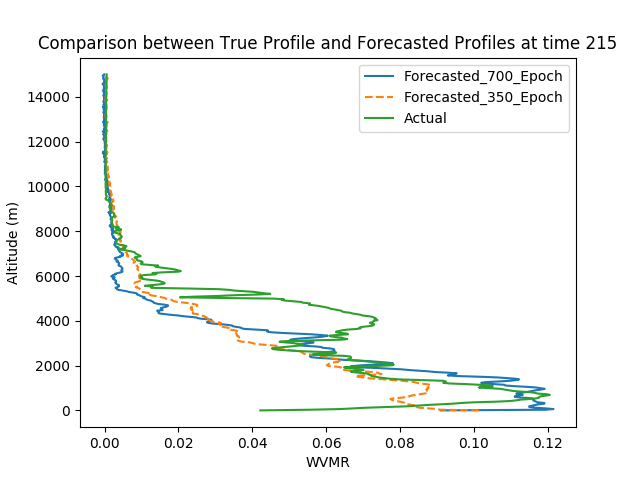 Comparison between True Profile and Forecasted Profiles at time 215
Forecasted_700_Epoch
Forecasted_350_Epoch
Actual
Altitude (m)
14000
12000
10000
8000
6000
4000
2000
0
0.00 0.02 0.04 0.06 0.08 0.10 0.12
WVMR